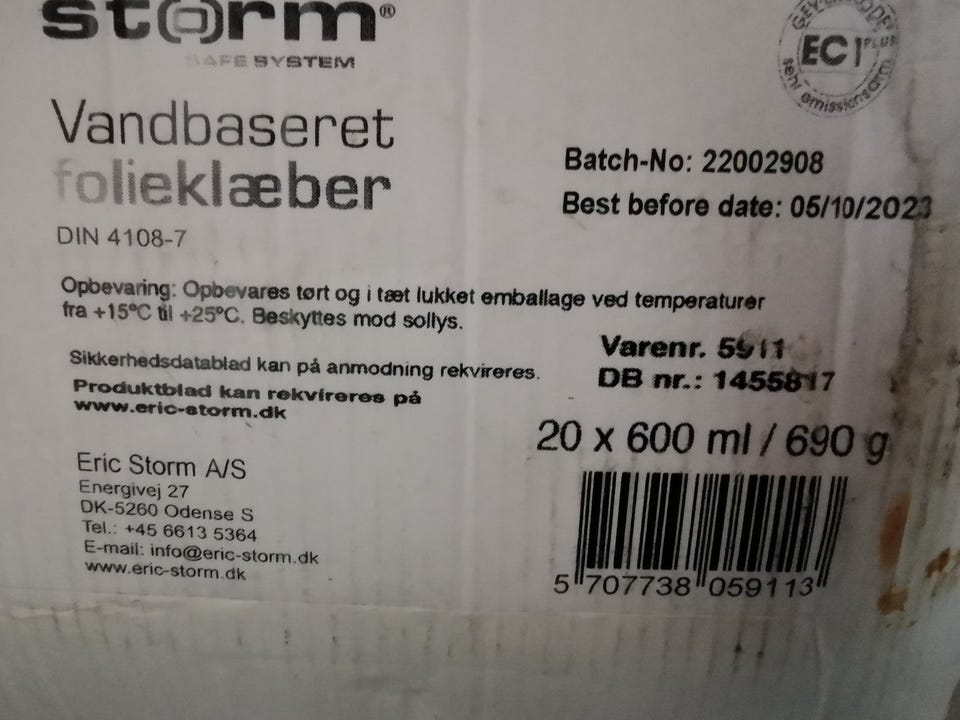 storm®
SAFE SYSTEM
EC1 PLUS
sehr emissionsarm
Vandbaseret
folieklæber
DIN 4108-7
Batch-No: 22002908
Best before date: 05/10/2023
Opbevaring: Opbevares tørt og i tæt lukket emballage ved temperaturer
fra +15°C til +25°C. Beskyttes mod sollys.
Sikkerhedsdatablad kan på anmodning rekvireres.
Produktblad kan rekvireres på
www.eric-storm.dk
Varenr. 5911
DB nr.: 1455817
20 x 600 ml / 690 g
Eric Storm A/S
Energivej 27
DK-5260 Odense S
Tel.: +45 6613 5364
E-mail: info@eric-storm.dk
www.eric-storm.dk
5 707738 059113